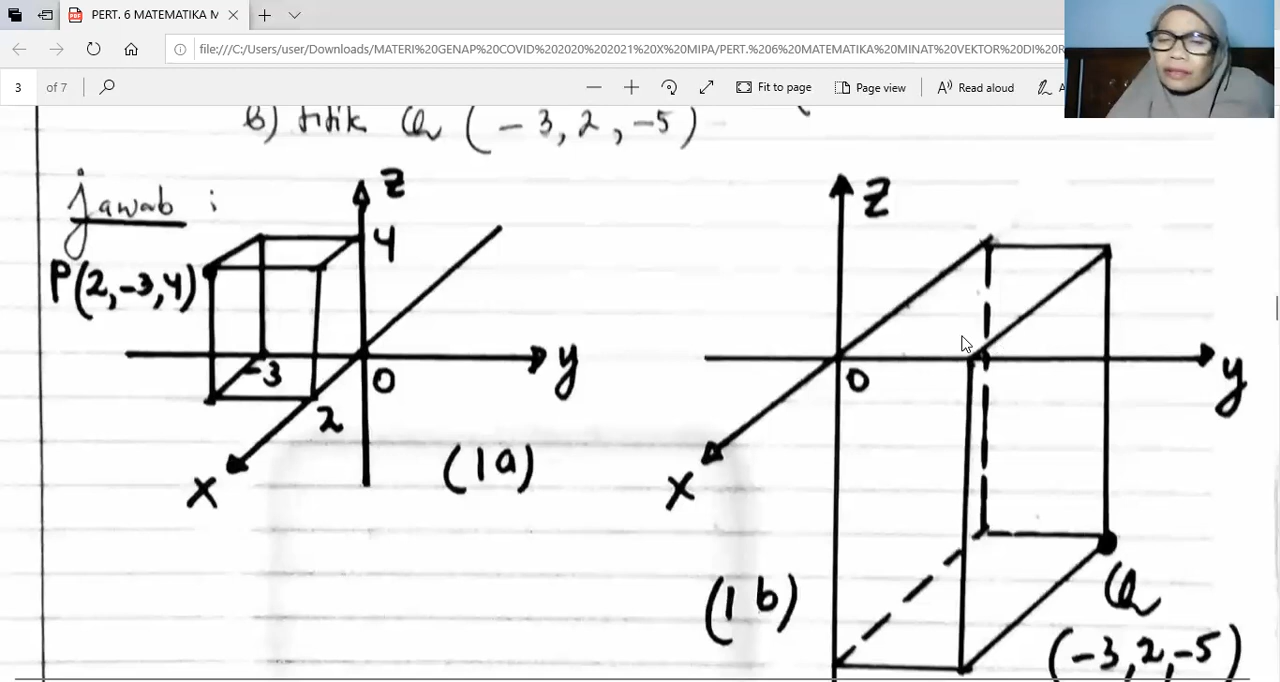 PERT. 6 MATEMATIKA M
file:///C:/Users/user/Downloads/MATERI%20GENAP%20COVID%202020%202021%20X%20MIPA/PERT.%206%20MATEMATIKA%20MINAT%20VEKTOR%20DI%20R
3 of 7 Fit to page Page view Read aloud
b) titik Q (-3, 2, -5)
jawab :
Z
4
P(2,-3,4)
-3
0
y
2
X
(1a)
Z
0
y
X
(1b)
Q
(-3,2,-5)